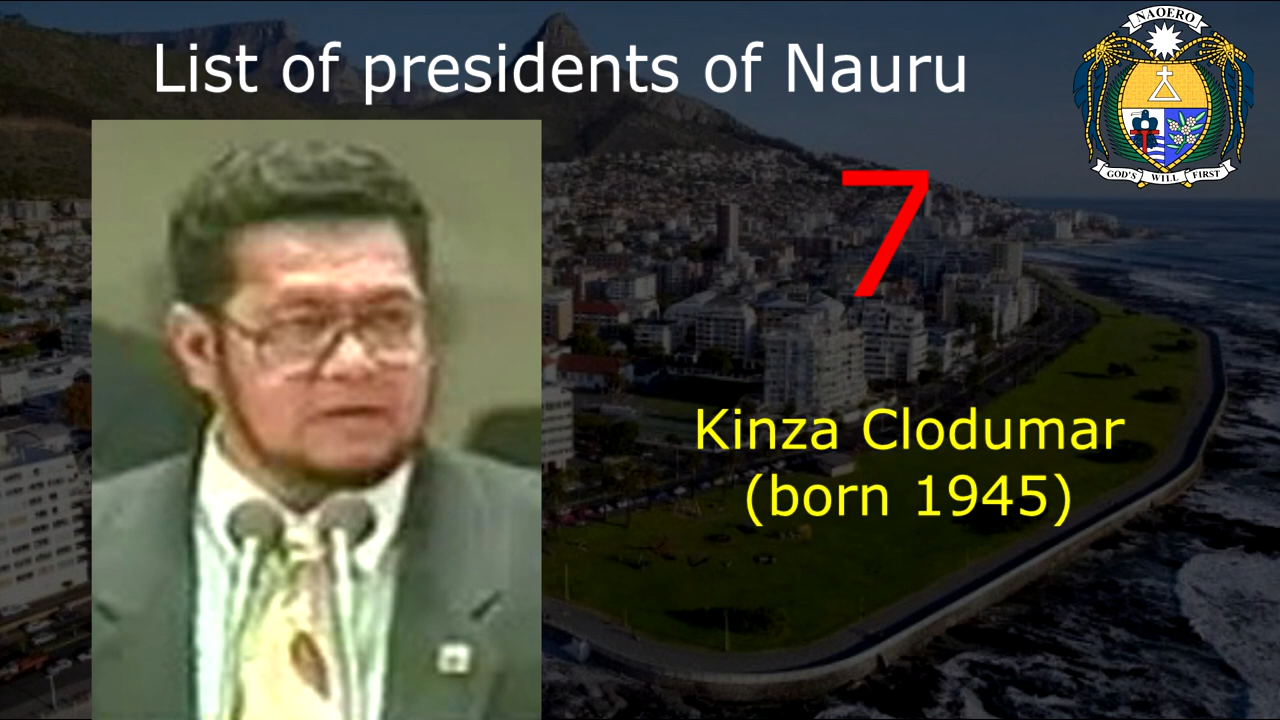 List of presidents of Nauru
NAOERO
GOD'S WILL FIRST
7
Kinza Clodumar
(born 1945)